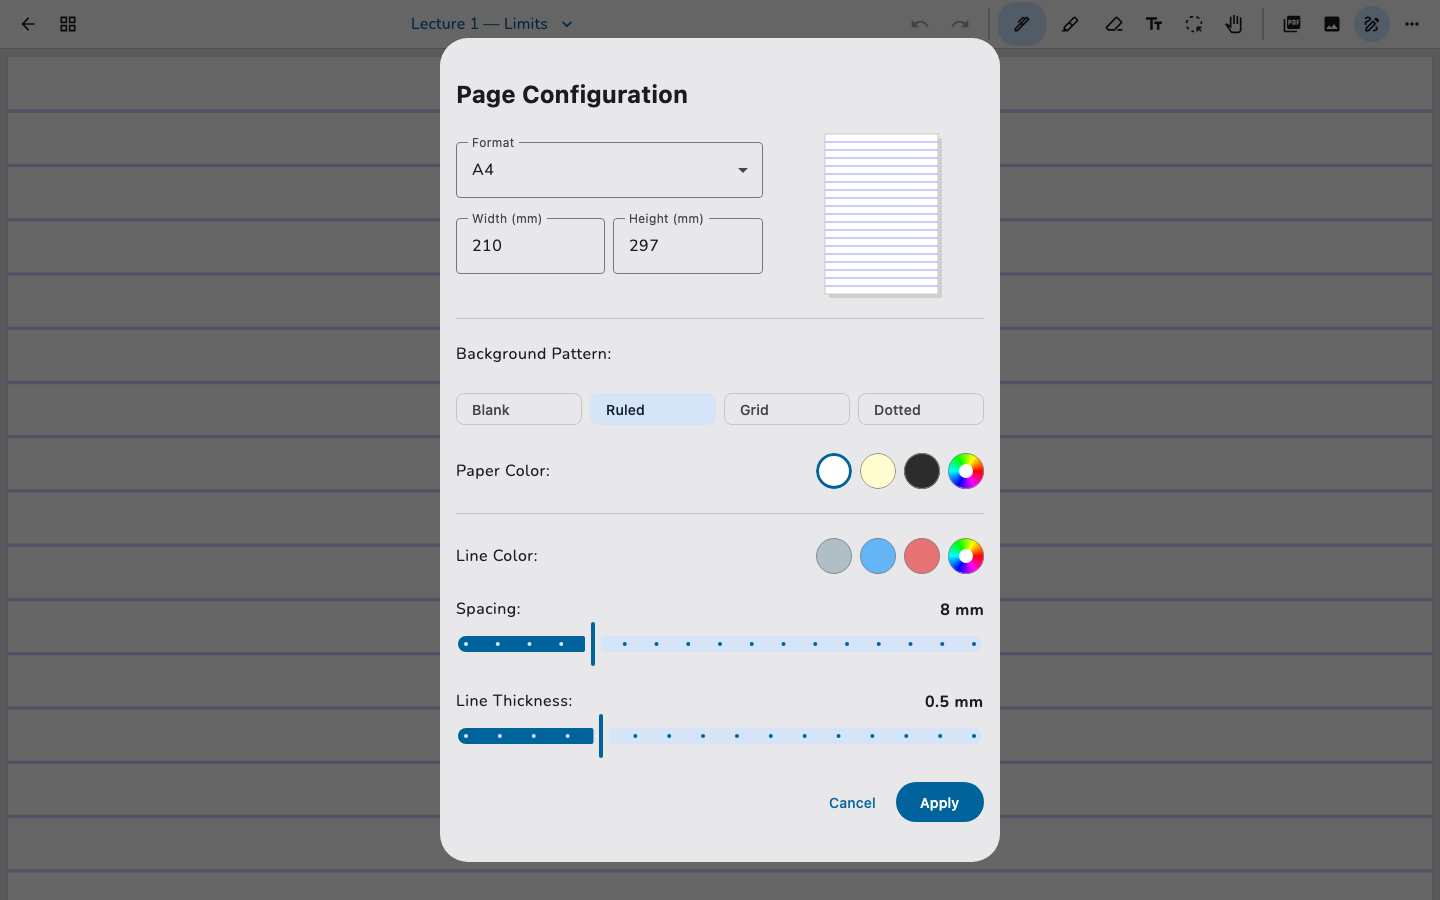 Lecture 1 — Limits
PDF
Page Configuration
Format
A4
Width (mm)
210
Height (mm)
297
Background Pattern:
Blank
Ruled
Grid
Dotted
Paper Color:
Line Color:
Spacing:
8 mm
Line Thickness:
0.5 mm
Cancel
Apply